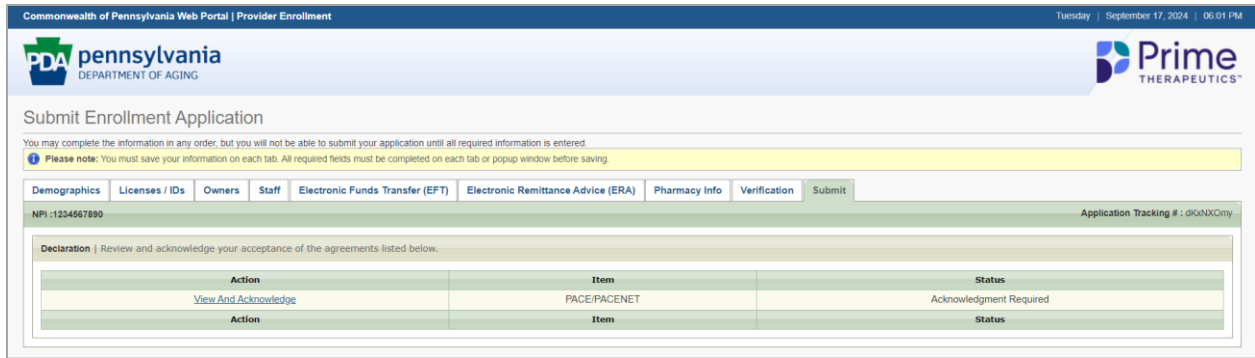 Commonwealth of Pennsylvania Web Portal | Provider Enrollment
Tuesday | September 17, 2024 | 06:01 PM
PDA pennsylvania
DEPARTMENT OF AGING
Prime
THERAPEUTICS
Submit Enrollment Application
You may complete the information in any order, but you will not be able to submit your application until all required information is entered.
Please note: You must save your information on each tab. All required fields must be completed on each tab or popup window before saving.
Demographics Licenses / IDs Owners Staff Electronic Funds Transfer (EFT) Electronic Remittance Advice (ERA) Pharmacy Info Verification Submit
NPI :1234567890 Application Tracking # : dKxNXOmy
Declaration | Review and acknowledge your acceptance of the agreements listed below.
Action Item Status
View And Acknowledge PACE/PACENET Acknowledgment Required
Action Item Status